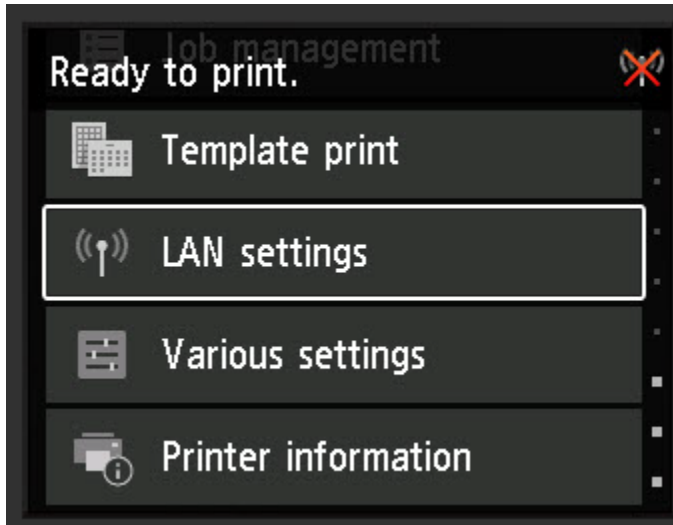 Job management
Ready to print.
Template print
LAN settings
Various settings
Printer information